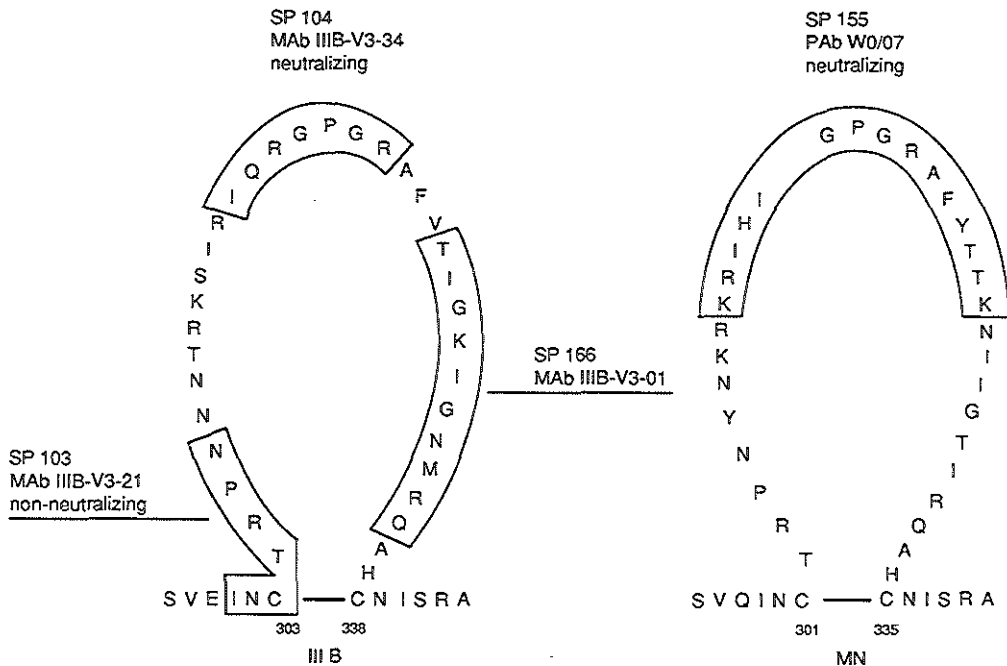 SP 104
MAb IIIB-V3-34
neutralizing
SP 155
PAb W0/07
neutralizing
SP 103
MAb IIIB-V3-21
non-neutralizing
SP 166
MAb IIIB-V3-01
T R P N N N T R K S I R I Q R G P G R A F V T I G K I G N M R Q A H
S V E I N C — C N I S R A
303 338
III B
T R P N Y N K R K R I H I G P G R A F Y T T K N I I G T I R Q A H
S V Q I N C — C N I S R A
301 335
MN